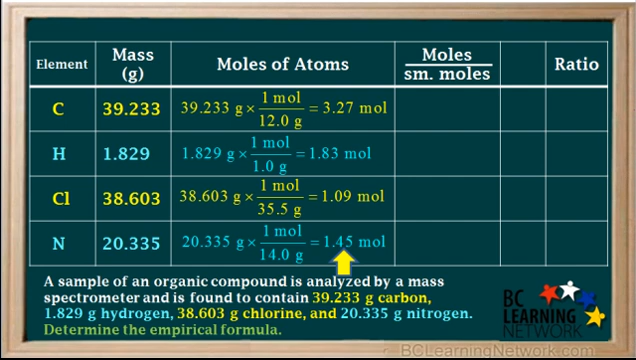 Element Mass (g) Moles of Atoms Moles / sm. moles Ratio
C 39.233 39.233 g × 1 mol / 12.0 g = 3.27 mol
H 1.829 1.829 g × 1 mol / 1.0 g = 1.83 mol
Cl 38.603 38.603 g × 1 mol / 35.5 g = 1.09 mol
N 20.335 20.335 g × 1 mol / 14.0 g = 1.45 mol
A sample of an organic compound is analyzed by a mass
spectrometer and is found to contain 39.233 g carbon,
1.829 g hydrogen, 38.603 g chlorine, and 20.335 g nitrogen.
Determine the empirical formula.
BC
LEARNING
NETWORK
BCLearningNetwork.com